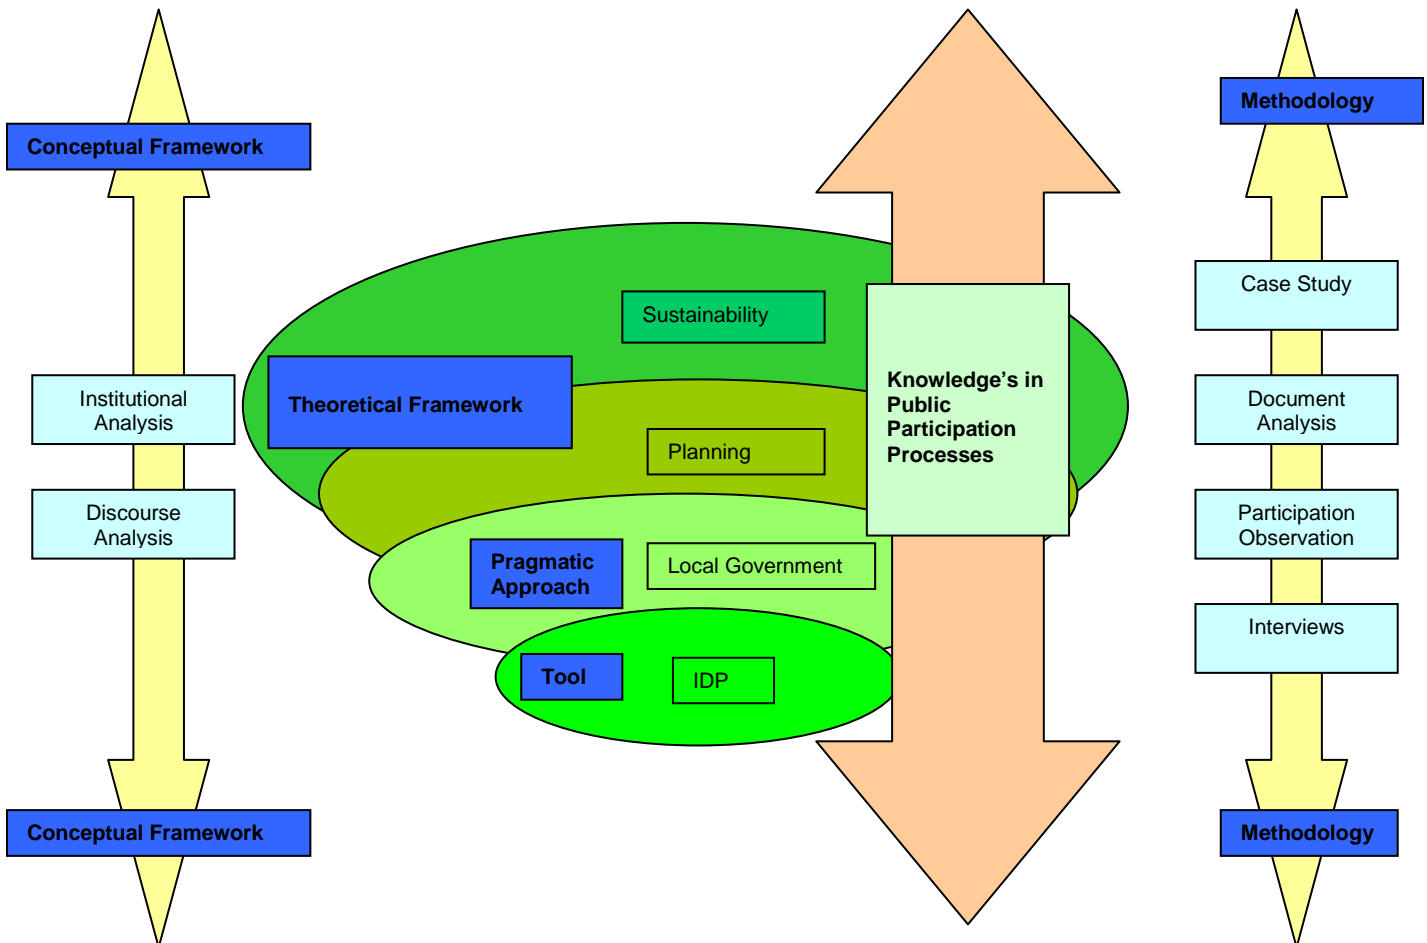 Conceptual Framework
Institutional
Analysis
Discourse
Analysis
Conceptual Framework
Sustainability
Theoretical Framework
Planning
Pragmatic
Approach
Local Government
Tool
IDP
Knowledge's in
Public
Participation
Processes
Methodology
Case Study
Document
Analysis
Participation
Observation
Interviews
Methodology